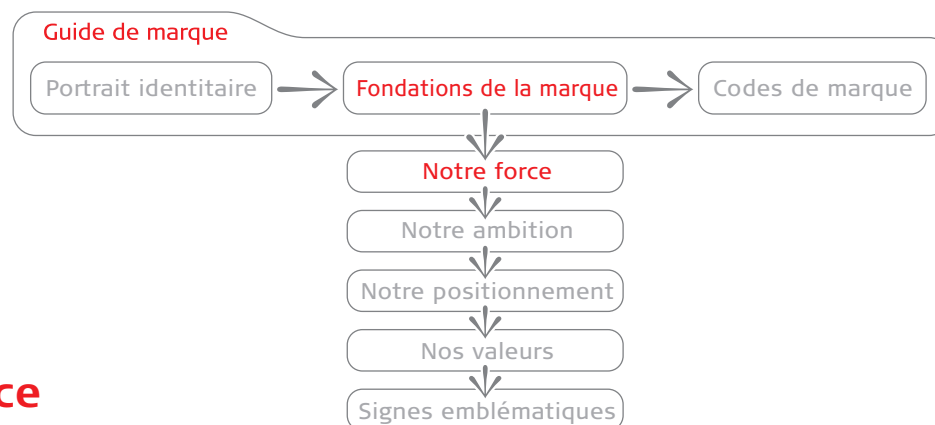 Guide de marque
Portrait identitaire
Fondations de la marque
Codes de marque
Notre force
Notre ambition
Notre positionnement
Nos valeurs
ce
Signes emblématiques